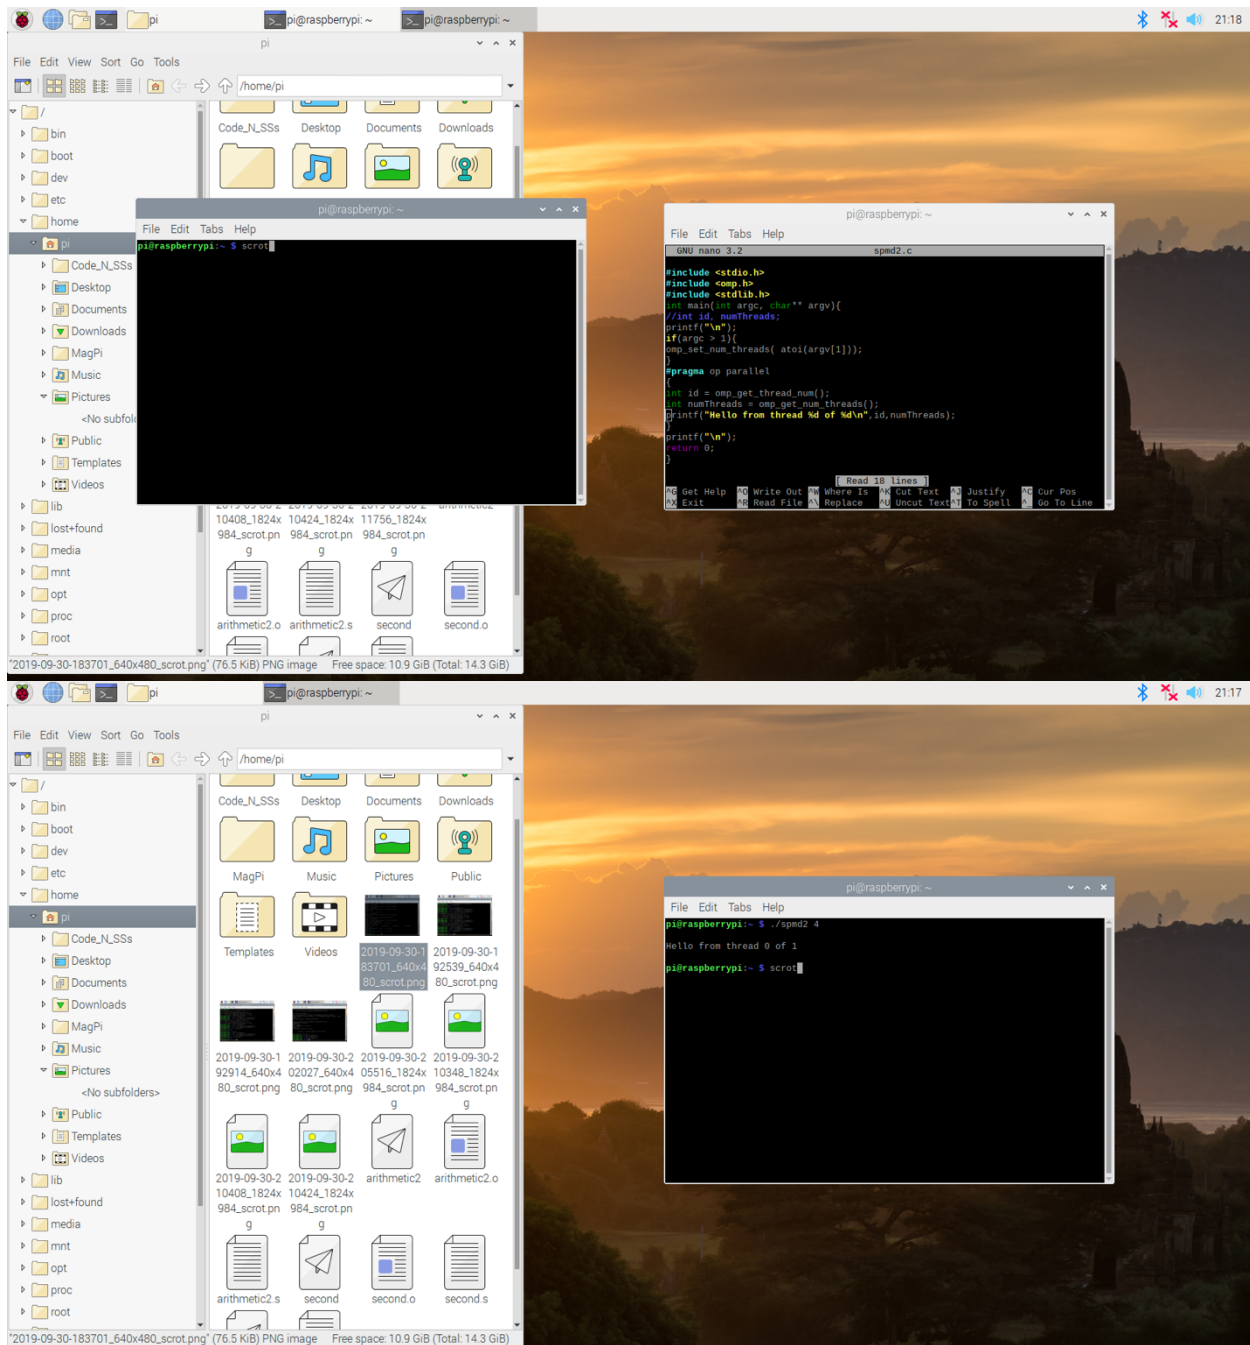 pi
pi@raspberrypi: ~
pi@raspberrypi: ~
21:18
pi
File Edit View Sort Go Tools
/home/pi
/
bin
boot
dev
etc
home
pi
Code_N_SSs
Desktop
Documents
Downloads
MagPi
Music
Pictures
<No subfol
Public
Templates
Videos
lib
lost+found
media
mnt
opt
proc
root
Code_N_SSs Desktop Documents Downloads
pi@raspberrypi: ~
File Edit Tabs Help
pi@raspberrypi:~ $ scrot
10408_1824x 10424_1824x 11756_1824x
984_scrot.pn 984_scrot.pn 984_scrot.pn
g g g
arithmetic2.o arithmetic2.s second second.o
"2019-09-30-183701_640x480_scrot.png" (76.5 KiB) PNG image Free space: 10.9 GiB (Total: 14.3 GiB)
pi@raspberrypi: ~
File Edit Tabs Help
GNU nano 3.2 spmd2.c
#include <stdio.h>
#include <omp.h>
#include <stdlib.h>
int main(int argc, char** argv){
//int id, numThreads;
printf("\n");
if(argc > 1){
omp_set_num_threads( atoi(argv[1]));
}
#pragma op parallel
{
int id = omp_get_thread_num();
int numThreads = omp_get_num_threads();
printf("Hello from thread %d of %d\n",id,numThreads);
}
printf("\n");
return 0;
}
[ Read 18 lines ]
^G Get Help ^O Write Out ^W Where Is ^K Cut Text ^J Justify ^C Cur Pos
^X Exit ^R Read File ^\ Replace ^U Uncut Text ^T To Spell ^_ Go To Line
pi
pi@raspberrypi: ~
21:17
pi
File Edit View Sort Go Tools
/home/pi
/
bin
boot
dev
etc
home
pi
Code_N_SSs
Desktop
Documents
Downloads
MagPi
Music
Pictures
<No subfolders>
Public
Templates
Videos
lib
lost+found
media
mnt
opt
proc
root
Code_N_SSs Desktop Documents Downloads
MagPi Music Pictures Public
Templates Videos 2019-09-30-1 2019-09-30-1
83701_640x4 92539_640x4
80_scrot.png 80_scrot.png
2019-09-30-1 2019-09-30-2 2019-09-30-2 2019-09-30-2
92914_640x4 02027_640x4 05516_1824x 10348_1824x
80_scrot.png 80_scrot.png 984_scrot.pn 984_scrot.pn
g g
2019-09-30-2 2019-09-30-2 arithmetic2 arithmetic2.o
10408_1824x 10424_1824x
984_scrot.pn 984_scrot.pn
g g
arithmetic2.s second second.o second.s
"2019-09-30-183701_640x480_scrot.png" (76.5 KiB) PNG image Free space: 10.9 GiB (Total: 14.3 GiB)
pi@raspberrypi: ~
File Edit Tabs Help
pi@raspberrypi:~ $ ./spmd2 4
Hello from thread 0 of 1
pi@raspberrypi:~ $ scrot